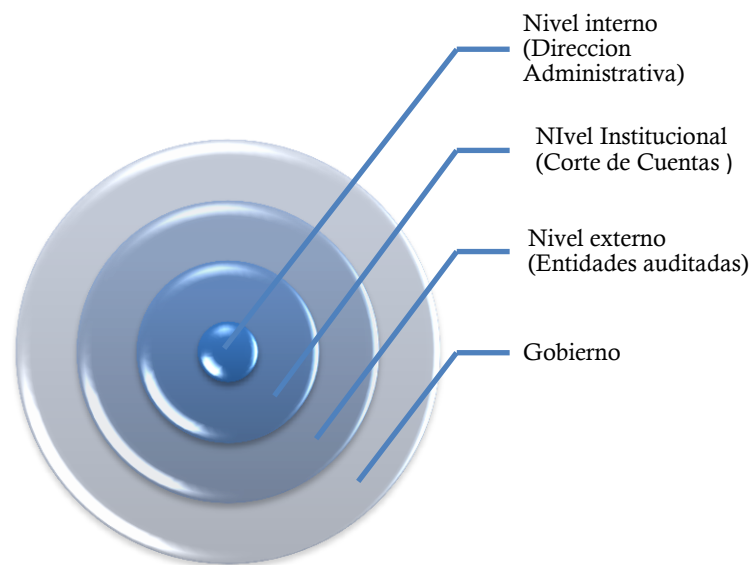 Nivel interno
(Direccion
Administrativa)
NIvel Institucional
(Corte de Cuentas )
Nivel externo
(Entidades auditadas)
Gobierno